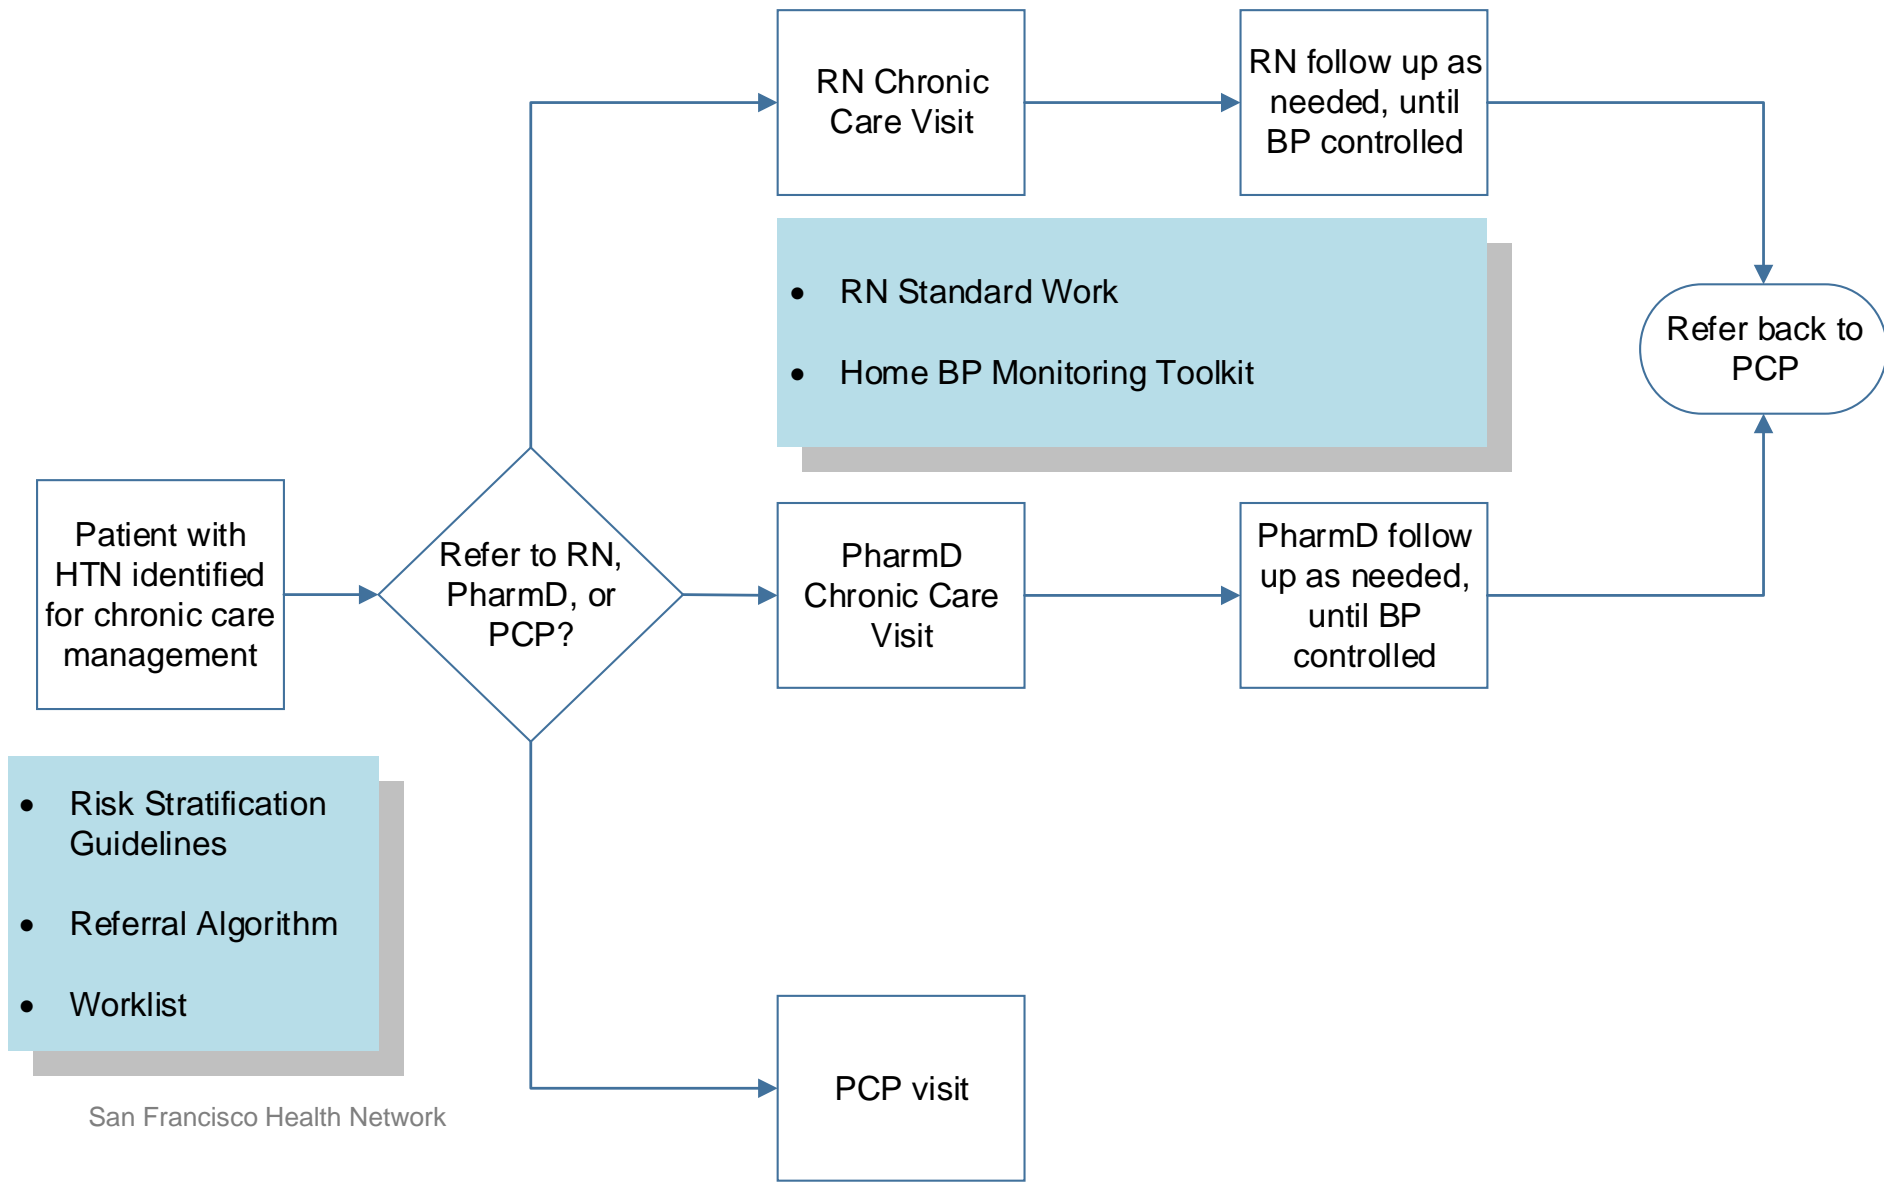 RN Chronic
Care Visit
RN follow up as
needed, until
BP controlled
• RN Standard Work
• Home BP Monitoring Toolkit
Refer back to
PCP
Patient with
HTN identified
for chronic care
management
Refer to RN,
PharmD, or
PCP?
PharmD
Chronic Care
Visit
PharmD follow
up as needed,
until BP
controlled
• Risk Stratification
Guidelines
• Referral Algorithm
• Worklist
PCP visit
San Francisco Health Network